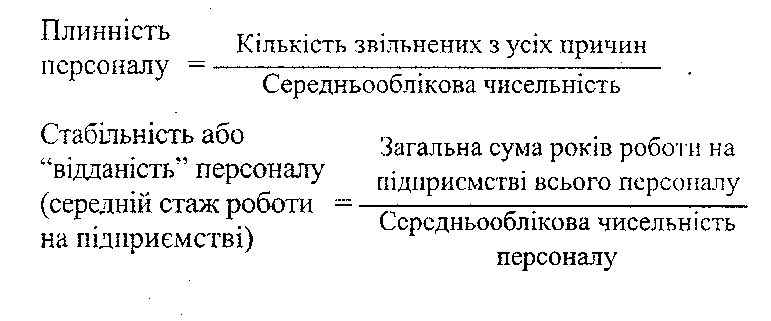 Плинність
персоналу = Кількість звільнених з усіх причин
Середньооблікова чисельність
Стабільність або
“відданість” персоналу
(середній стаж роботи
на підприємстві) =
Загальна сума років роботи на
підприємстві всього персоналу
Середньооблікова чисельність
персоналу